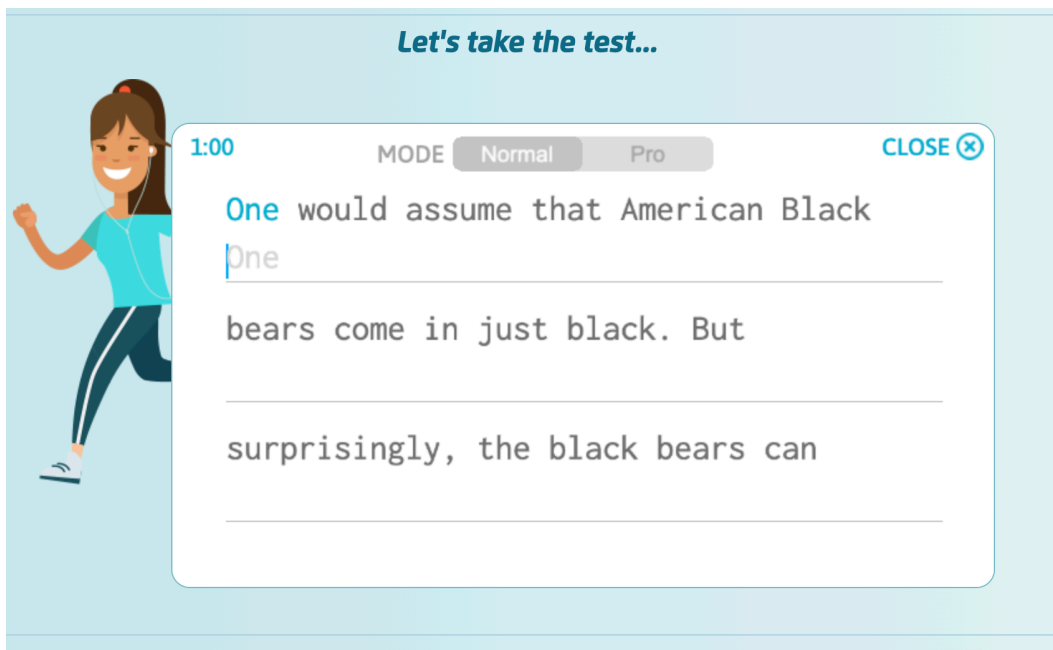 Let's take the test...
1:00 MODE Normal Pro CLOSE
One would assume that American Black
One
bears come in just black. But
surprisingly, the black bears can